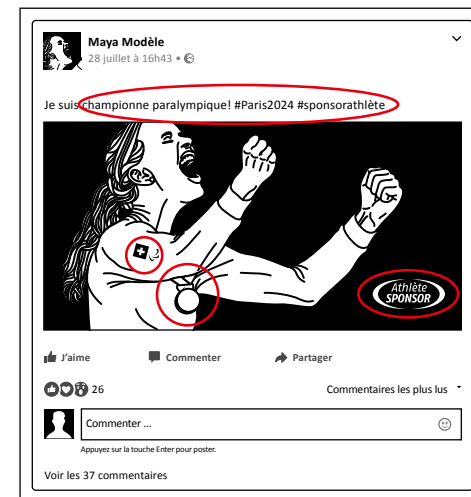 Maya Modèle
28 juillet à 16h43 •
Je suis championne paralympique! #Paris2024 #sponsorathlète
Athlète
SPONSOR
J'aime
Commenter
Partager
26
Commentaires les plus lus
Commenter ...
Appuyez sur la touche Enter pour poster.
Voir les 37 commentaires